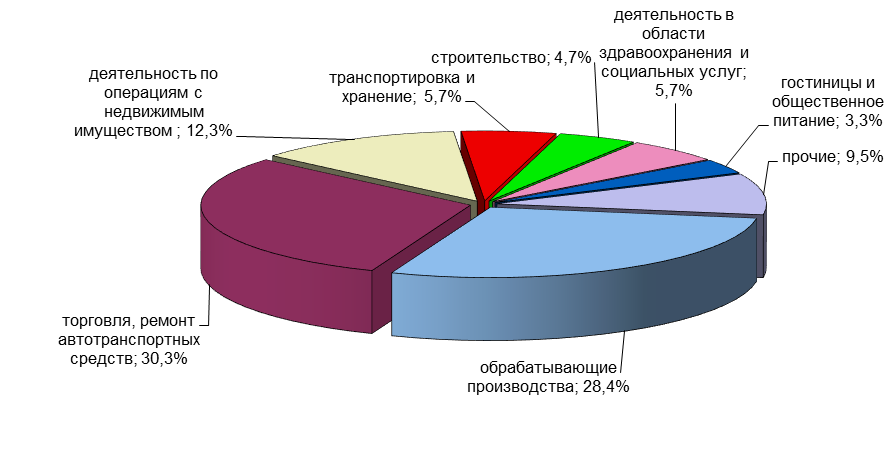 деятельность по
операциям с
недвижимым
имуществом ; 12,3%
транспортировка и
хранение; 5,7%
строительство; 4,7%
деятельность в
области
здравоохранения и
социальных услуг;
5,7%
гостиницы и
общественное
питание; 3,3%
прочие; 9,5%
торговля, ремонт
автотранспортных
средств; 30,3%
обрабатывающие
производства; 28,4%